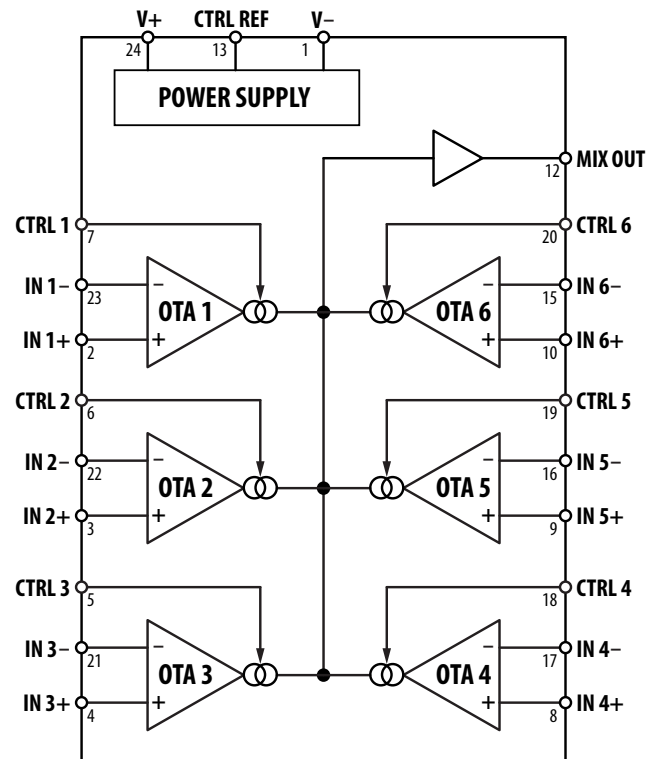 V+ CTRL REF V−
24 13 1
POWER SUPPLY
MIX OUT
12
CTRL 1
7
IN 1−
23
IN 1+
2
− OTA 1 +
CTRL 6
20
IN 6−
15
IN 6+
10
− OTA 6 +
CTRL 2
6
IN 2−
22
IN 2+
3
− OTA 2 +
CTRL 5
19
IN 5−
16
IN 5+
9
− OTA 5 +
CTRL 3
5
IN 3−
21
IN 3+
4
− OTA 3 +
CTRL 4
18
IN 4−
17
IN 4+
8
− OTA 4 +